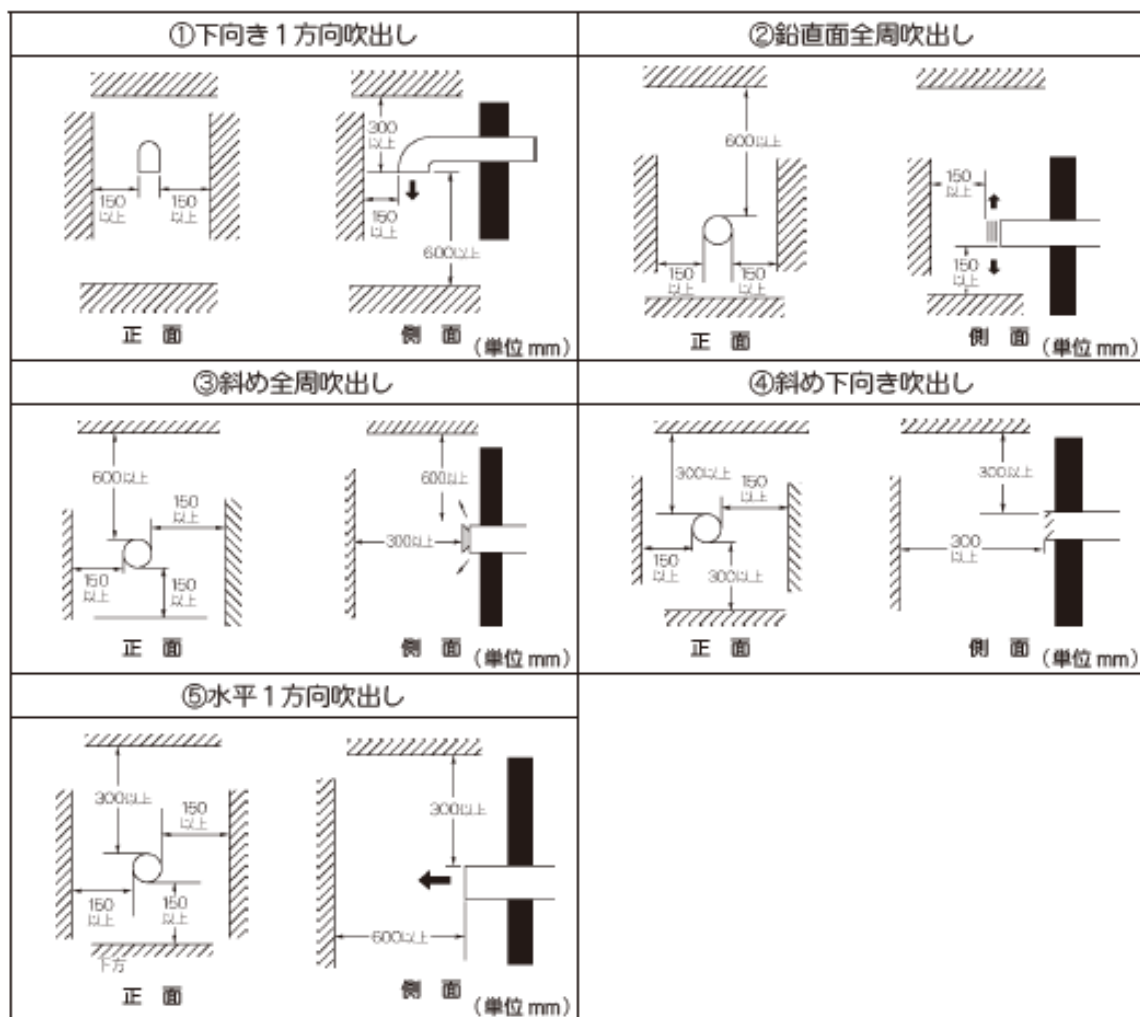 ①下向き1方向吹出し
300
以上
150
以上
150
以上
150
以上
600以上
正 面
側 面
(単位 mm)
②鉛直面全周吹出し
600以上
150
以上
150
以上
150
以上
150
以上
正 面
側 面
(単位 mm)
③斜め全周吹出し
600以上
150
以上
150
以上
150
以上
600以上
300以上
正 面
側 面
(単位 mm)
④斜め下向き吹出し
300以上
150
以上
150
以上
300以上
300以上
300
以上
正 面
側 面
(単位 mm)
⑤水平1方向吹出し
300以上
150
以上
150
以上
150
以上
下方
300以上
600以上
正 面
側 面
(単位 mm)